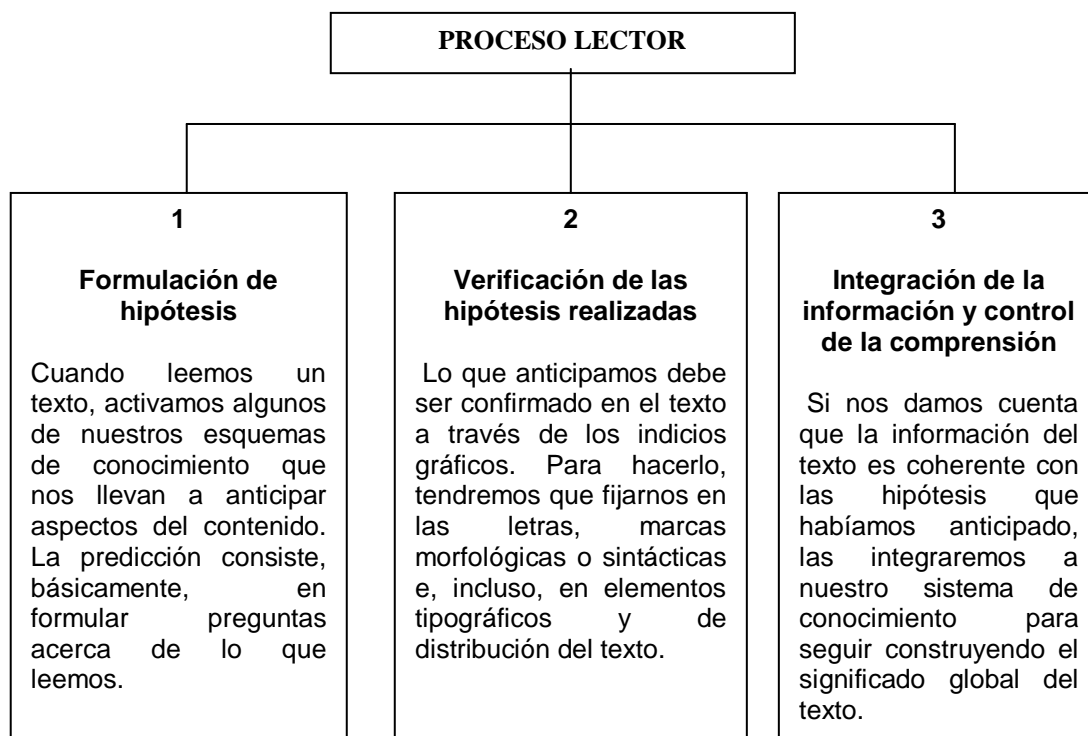 PROCESO LECTOR
1
Formulación de
hipótesis
Cuando leemos un
texto, activamos algunos
de nuestros esquemas
de conocimiento que
nos llevan a anticipar
aspectos del contenido.
La predicción consiste,
básicamente, en
formular preguntas
acerca de lo que
leemos.
2
Verificación de las
hipótesis realizadas
Lo que anticipamos debe
ser confirmado en el texto
a través de los indicios
gráficos. Para hacerlo,
tendremos que fijarnos en
las letras, marcas
morfológicas o sintácticas
e, incluso, en elementos
tipográficos y de
distribución del texto.
3
Integración de la
información y control
de la comprensión
Si nos damos cuenta
que la información del
texto es coherente con
las hipótesis que
habíamos anticipado,
las integraremos a
nuestro sistema de
conocimiento para
seguir construyendo el
significado global del
texto.